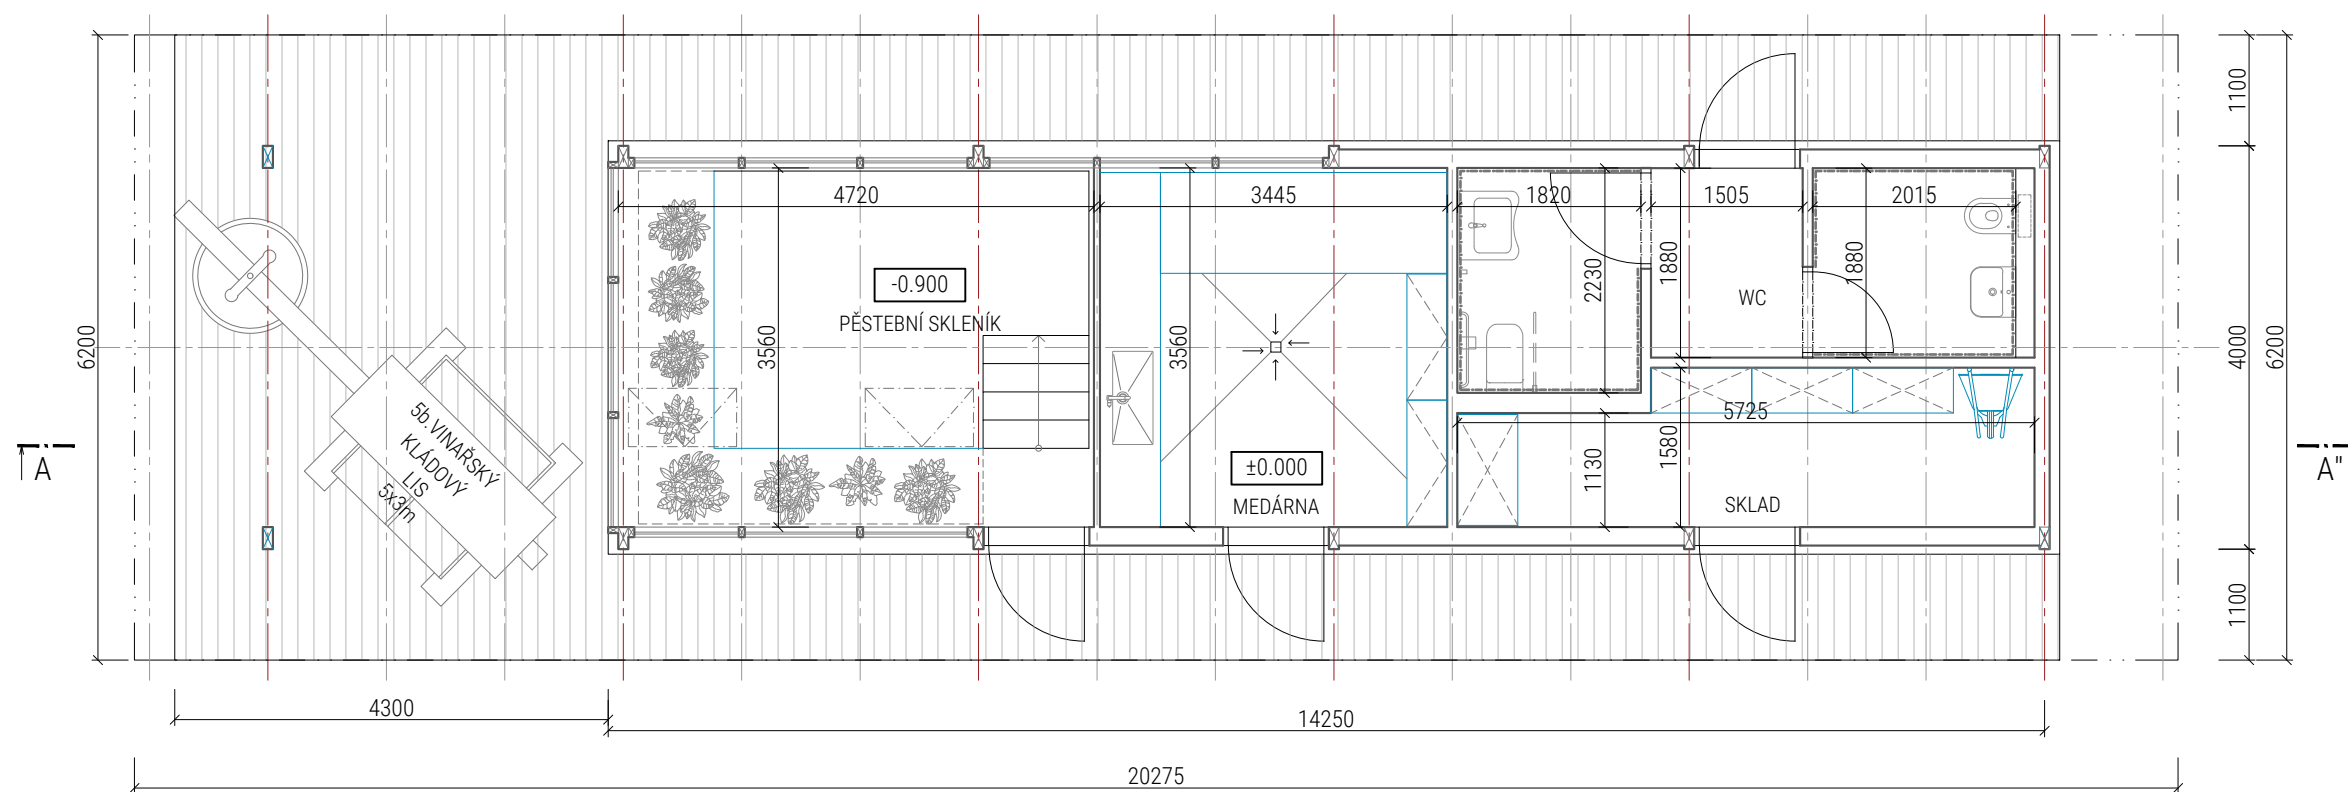 1100
4720
3445
1820
1505
2015
-0.900
PĚSTEBNÍ SKLENÍK
3560
3560
2230
1880
1880
WC
6200
4000
6200
5b.VINAŘSKÝ
KLÁDOVÝ
LIS
5x3m
5725
1580
1130
±0.000
MEDÁRNA
SKLAD
A
A"
1100
4300
14250
20275